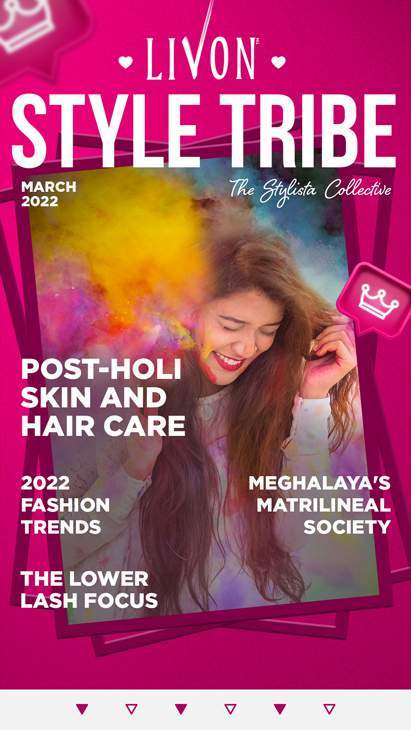 LIVON
STYLE TRIBE
MARCH
2022
The Stylista Collective
POST-HOLI
SKIN AND
HAIR CARE
2022
FASHION
TRENDS
MEGHALAYA'S
MATRILINEAL
SOCIETY
THE LOWER
LASH FOCUS